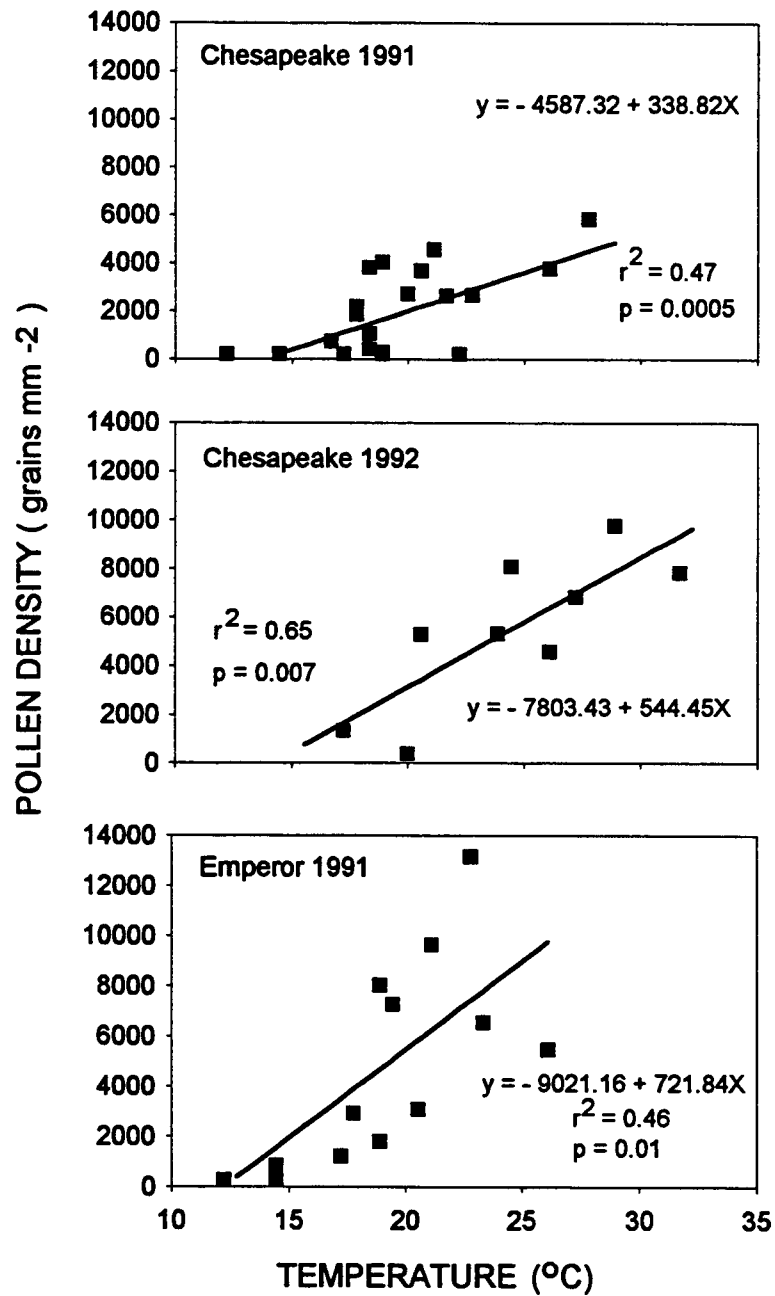 POLLEN DENSITY ( grains mm -2 )
14000
12000
10000
8000
6000
4000
2000
0
Chesapeake 1991
y = - 4587.32 + 338.82X
r2 = 0.47
p = 0.0005
14000
12000
10000
8000
6000
4000
2000
0
Chesapeake 1992
r2 = 0.65
p = 0.007
y = - 7803.43 + 544.45X
14000
12000
10000
8000
6000
4000
2000
0
Emperor 1991
y = - 9021.16 + 721.84X
r2 = 0.46
p = 0.01
10 15 20 25 30 35
TEMPERATURE (ºC)